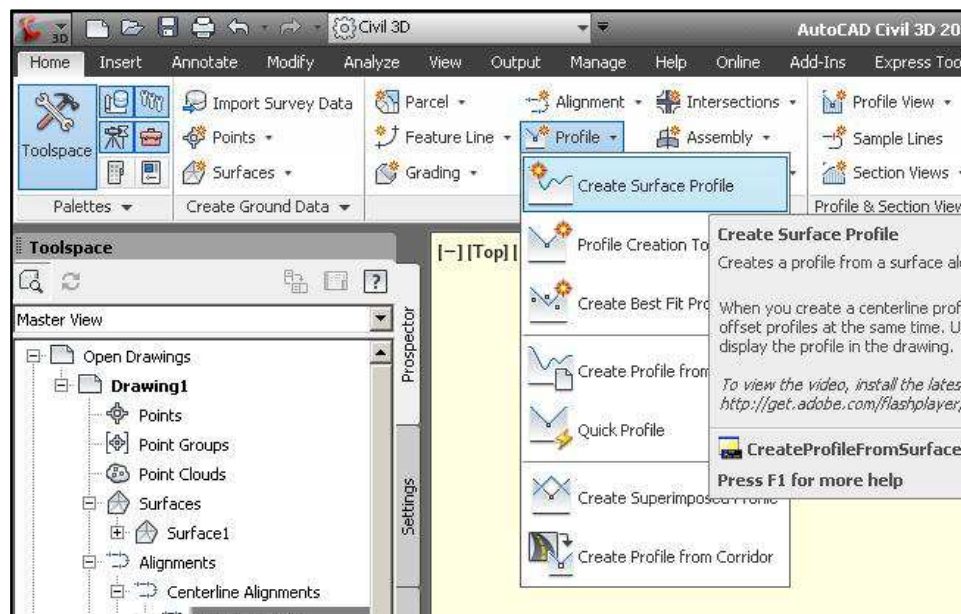 3D
Civil 3D
AutoCAD Civil 3D 20
Home Insert Annotate Modify Analyze View Output Manage Help Online Add-Ins Express Too
Toolspace
Import Survey Data
Points
Surfaces
Parcel
Feature Line
Grading
Alignment
Profile
Intersections
Assembly
Profile View
Sample Lines
Section Views
Palettes
Create Ground Data
Profile & Section View
Create Surface Profile
Profile Creation To
Create Best Fit Pro
Create Profile from
Quick Profile
Create Superimposed Profile
Create Profile from Corridor
Create Surface Profile
Creates a profile from a surface al
When you create a centerline prof
offset profiles at the same time. U
display the profile in the drawing.
To view the video, install the lates
http://get.adobe.com/flashplayer/
CreateProfileFromSurface
Press F1 for more help
Toolspace
Master View
Open Drawings
Drawing1
Points
Point Groups
Point Clouds
Surfaces
Surface1
Alignments
Centerline Alignments
Prospector
Settings
[−] [Top] [